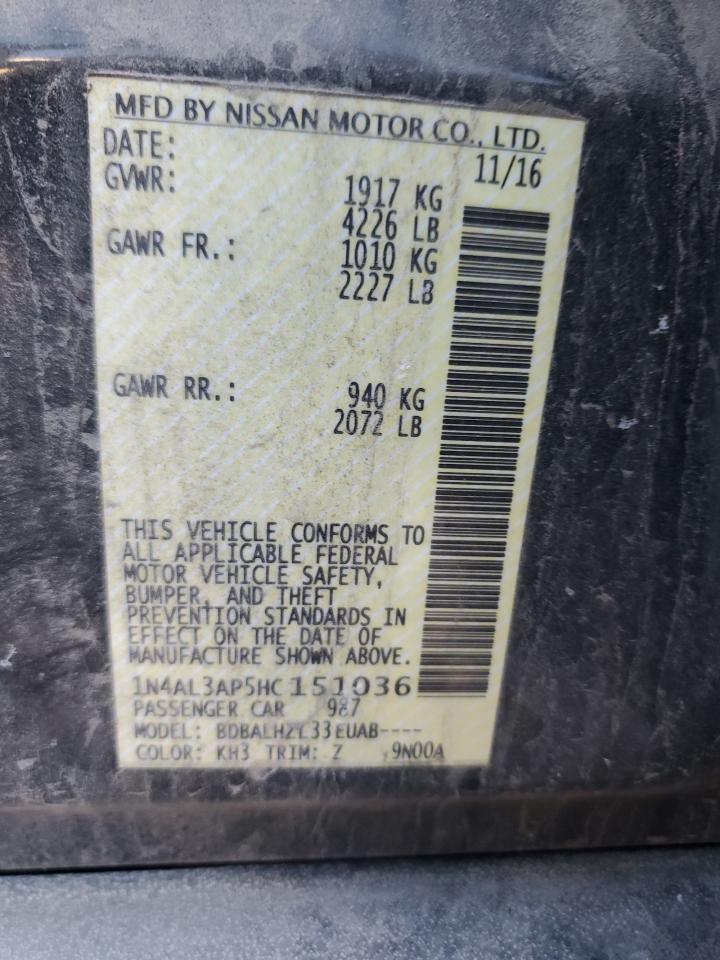 MFD BY NISSAN MOTOR CO., LTD.
DATE: 11/16
GVWR: 1917 KG
4226 LB
GAWR FR.: 1010 KG
2227 LB
GAWR RR.: 940 KG
2072 LB
THIS VEHICLE CONFORMS TO
ALL APPLICABLE FEDERAL
MOTOR VEHICLE SAFETY,
BUMPER, AND THEFT
PREVENTION STANDARDS IN
EFFECT ON THE DATE OF
MANUFACTURE SHOWN ABOVE.
1N4AL3AP5HC151036
PASSENGER CAR 987
MODEL: BDBALHZL33EUAB----
COLOR: KH3 TRIM: Z 9N00A